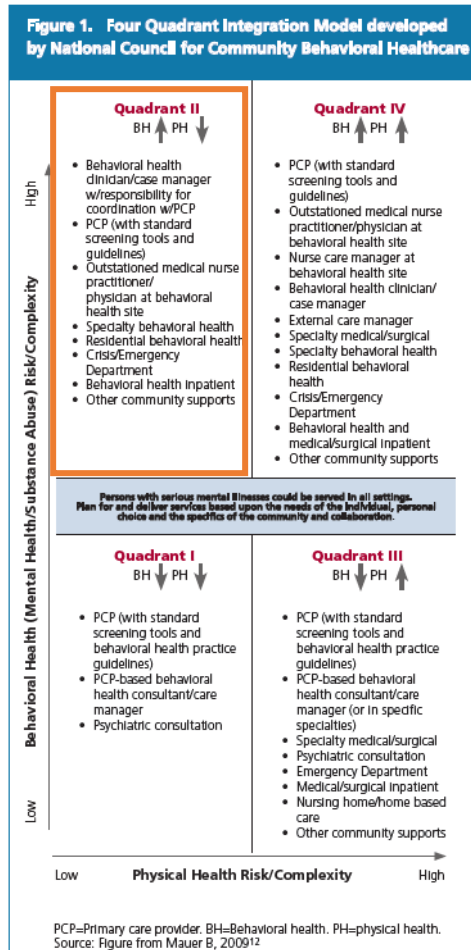 Figure 1. Four Quadrant Integration Model developed
by National Council for Community Behavioral Healthcare
Behavioral Health (Mental Health/Substance Abuse) Risk/Complexity
High
Low
Quadrant II
BH PH
• Behavioral health
clinician/case manager
w/responsibility for
coordination w/PCP
• PCP (with standard
screening tools and
guidelines)
• Outstationed medical nurse
practitioner/
physician at behavioral
health site
• Specialty behavioral health
• Residential behavioral health
• Crisis/Emergency
Department
• Behavioral health inpatient
• Other community supports
Quadrant IV
BH PH
• PCP (with standard
screening tools and
guidelines)
• Outstationed medical nurse
practitioner/physician at
behavioral health site
• Nurse care manager at
behavioral health site
• Behavioral health clinician/
case manager
• External care manager
• Specialty medical/surgical
• Specialty behavioral health
• Residential behavioral
health
• Crisis/Emergency
Department
• Behavioral health and
medical/surgical inpatient
• Other community supports
Persons with serious mental illnesses could be served in all settings.
Plan for and deliver services based upon the needs of the individual, personal
choice and the specifics of the community and collaboration.
Quadrant I
BH PH
• PCP (with standard
screening tools and
behavioral health practice
guidelines)
• PCP-based behavioral
health consultant/care
manager
• Psychiatric consultation
Quadrant III
BH PH
• PCP (with standard
screening tools and
behavioral health practice
guidelines)
• PCP-based behavioral
health consultant/care
manager (or in specific
specialties)
• Specialty medical/surgical
• Psychiatric consultation
• Emergency Department
• Medical/surgical inpatient
• Nursing home/home based
care
• Other community supports
Low Physical Health Risk/Complexity High
PCP=Primary care provider. BH=Behavioral health. PH=physical health.
Source: Figure from Mauer B, 2009¹²